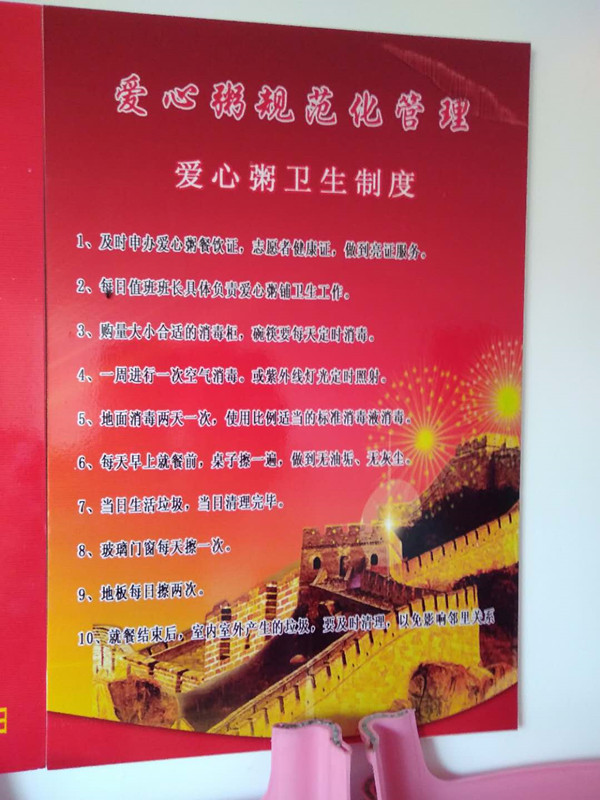 爱心粥规范化管理
爱心粥卫生制度
1、及时申办爱心粥餐饮证，志愿者健康证，做到亮证服务。
2、每日值班班长具体负责爱心粥铺卫生工作。
3、购量大小合适的消毒柜，碗筷要每天定时消毒。
4、一周进行一次空气消毒。或紫外线灯光定时照射。
5、地面消毒两天一次，使用比例适当的标准消毒液消毒。
6、每天早上就餐前，桌子擦一遍，做到无油垢、无灰尘。
7、当日生活垃圾，当日清理完毕。
8、玻璃门窗每天擦一次。
9、地板每日擦两次。
10、就餐结束后，室内室外产生的垃圾，要及时清理，以免影响邻里关系